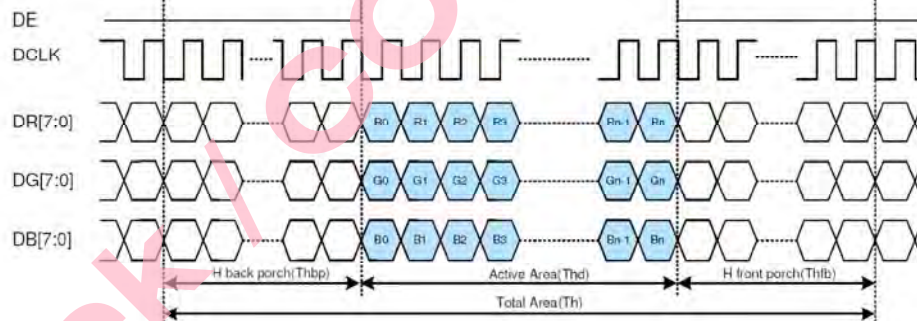 DE
DCLK
DR[7:0] R0 R1 R2 R3 Rn-1 Rn
DG[7:0] G0 G1 G2 G3 Gn-1 Gn
DB[7:0] B0 B1 B2 B3 Bn-1 Bn
H back porch(Thbp) Active Area(Thd) H front porch(Thfb)
Total Area(Th)